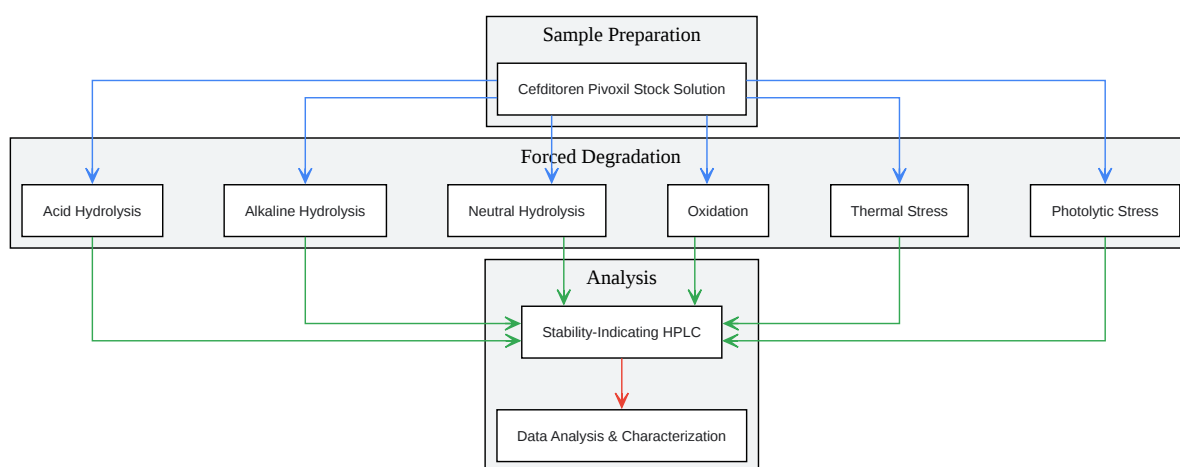 Sample Preparation
Cefditoren Pivoxil Stock Solution
Forced Degradation
Acid Hydrolysis
Alkaline Hydrolysis
Neutral Hydrolysis
Oxidation
Thermal Stress
Photolytic Stress
Analysis
Stability-Indicating HPLC
Data Analysis & Characterization